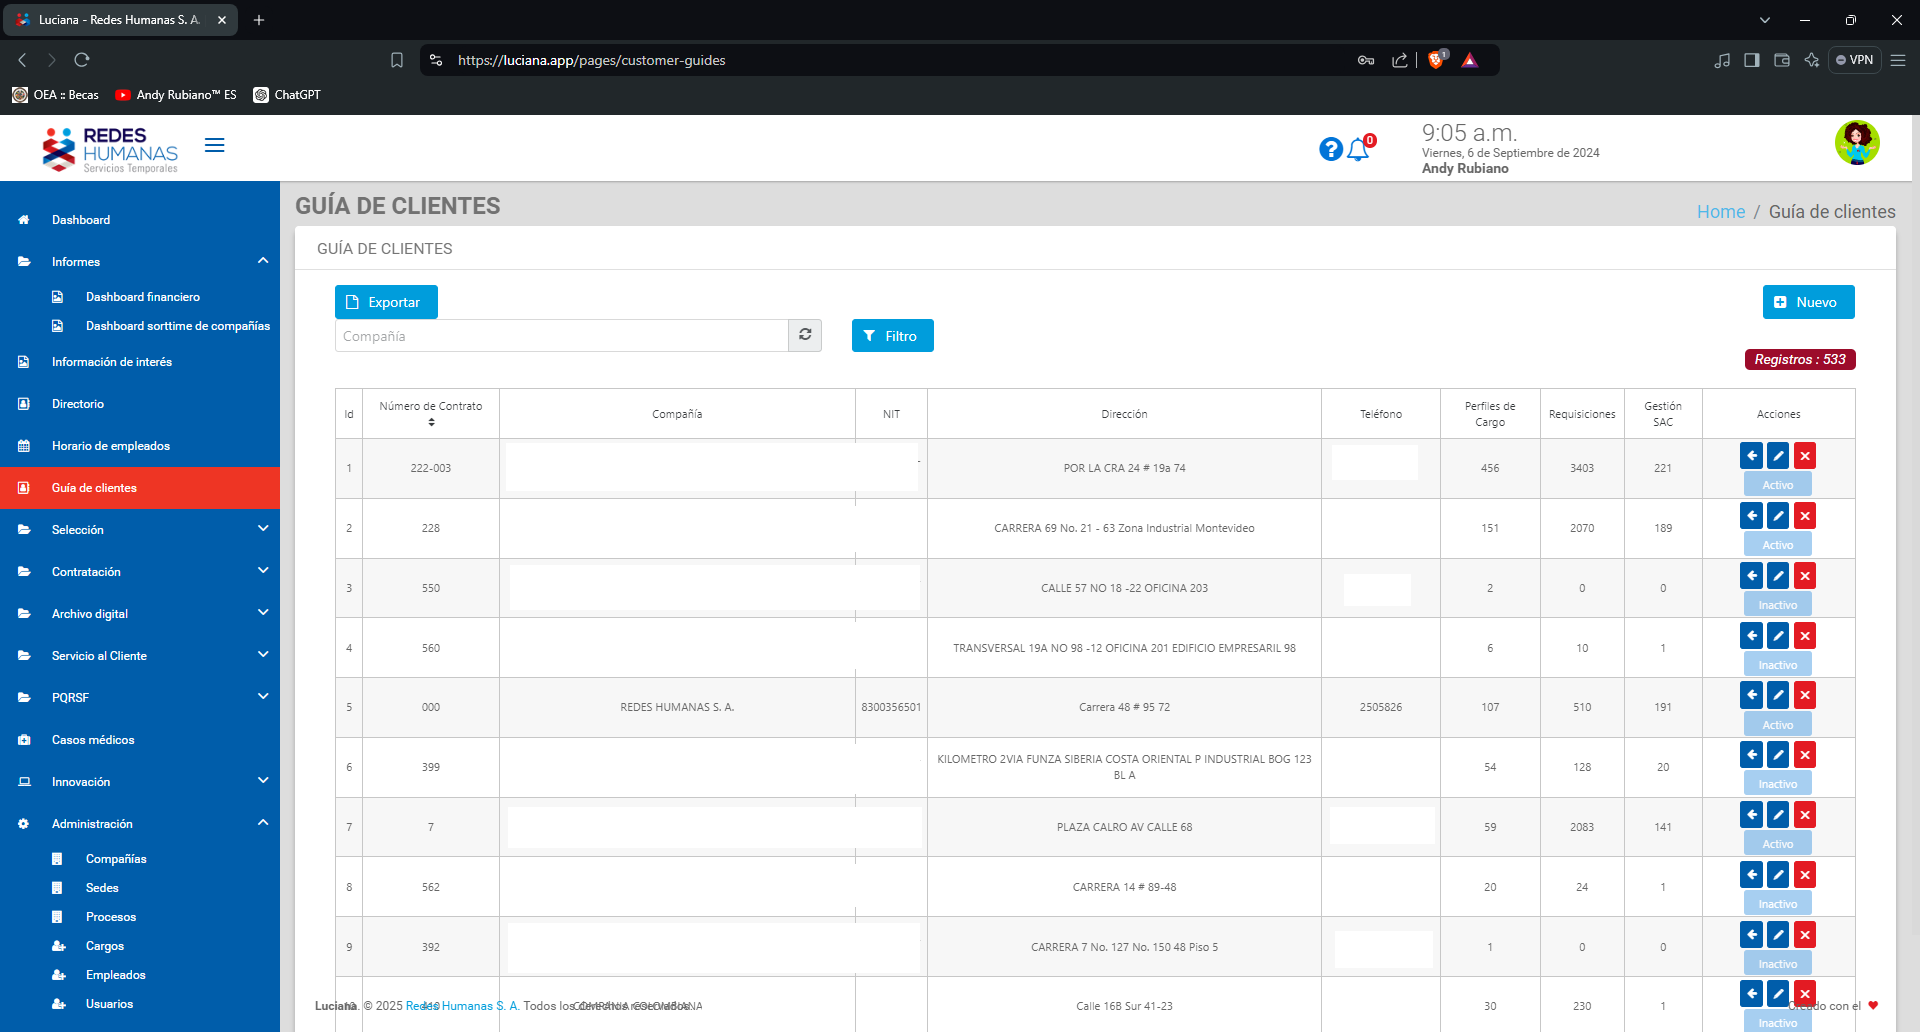 Luciana - Redes Humanas S. A.
https://luciana.app/pages/customer-guides
VPN
OEA :: Becas
Andy Rubiano™ ES
ChatGPT
REDES
HUMANAS
Servicios Temporales
0
9:05 a.m.
Viernes, 6 de Septiembre de 2024
Andy Rubiano
Dashboard
Informes
Dashboard financiero
Dashboard sorttime de compañías
Información de interés
Directorio
Horario de empleados
Guía de clientes
Selección
Contratación
Archivo digital
Servicio al Cliente
PQRSF
Casos médicos
Innovación
Administración
Compañías
Sedes
Procesos
Cargos
Empleados
Usuarios
GUÍA DE CLIENTES
Home / Guía de clientes
GUÍA DE CLIENTES
Exportar
Nuevo
Compañía
Filtro
Registros : 533
Id Número de Contrato Compañía NIT Dirección Teléfono Perfiles de Cargo Requisiciones Gestión SAC Acciones
1 222-003 POR LA CRA 24 # 19a 74 456 3403 221 Activo
2 228 CARRERA 69 No. 21 - 63 Zona Industrial Montevideo 151 2070 189 Activo
3 550 CALLE 57 NO 18 -22 OFICINA 203 2 0 0 Inactivo
4 560 TRANSVERSAL 19A NO 98 -12 OFICINA 201 EDIFICIO EMPRESARIL 98 6 10 1 Inactivo
5 000 REDES HUMANAS S. A. 8300356501 Carrera 48 # 95 72 2505826 107 510 191 Activo
6 399 KILOMETRO 2VIA FUNZA SIBERIA COSTA ORIENTAL P INDUSTRIAL BOG 123 BL A 54 128 20 Inactivo
7 7 PLAZA CALRO AV CALLE 68 59 2083 141 Activo
8 562 CARRERA 14 # 89-48 20 24 1 Inactivo
9 392 CARRERA 7 No. 127 No. 150 48 Piso 5 1 0 0 Inactivo
10 410 COMPAÑIA COLOMBIANA Calle 16B Sur 41-23 30 230 1 Inactivo
Luciana. © 2025 Redes Humanas S. A. Todos los derechos reservados.
Creado con el